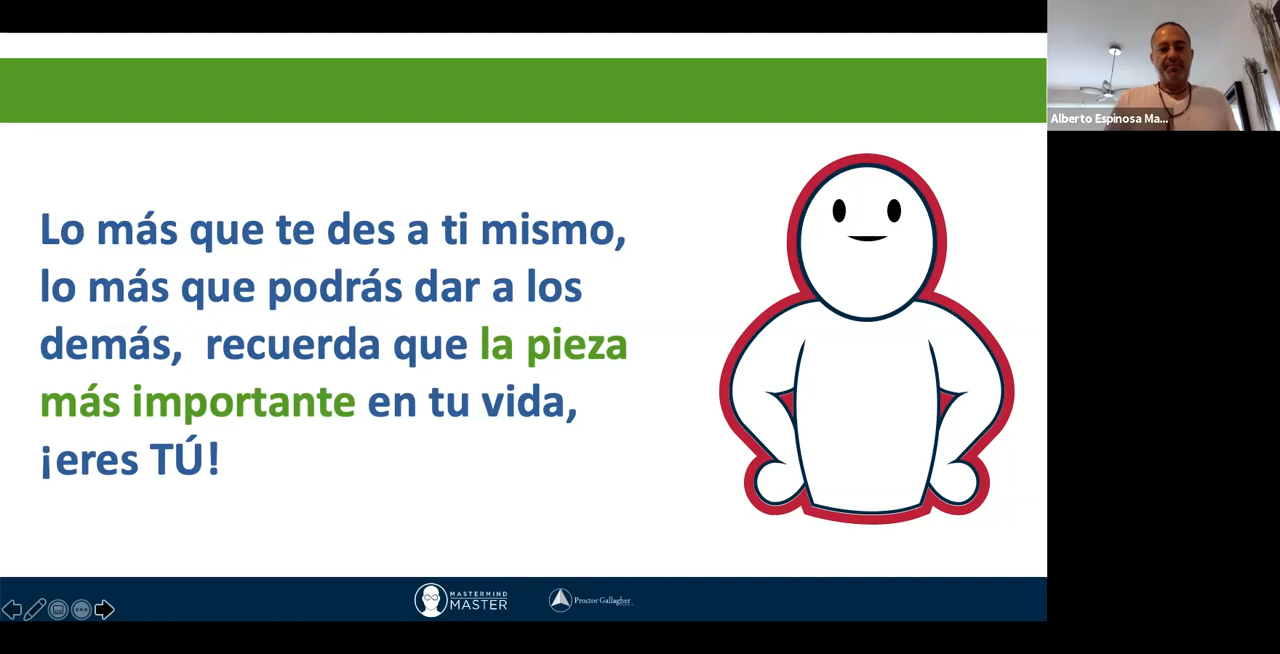 Alberto Espinosa Ma...
Lo más que te des a ti mismo,
lo más que podrás dar a los
demás,  recuerda que la pieza
más importante en tu vida,
¡eres TÚ!
MASTERMIND
MASTER
Proctor Gallagher